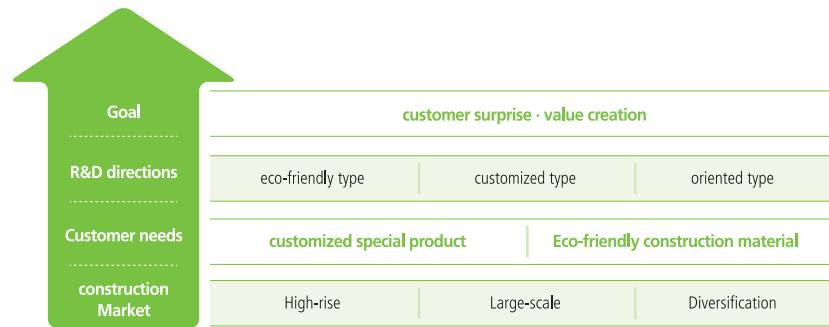 Goal
customer surprise · value creation
R&D directions
eco-friendly type
customized type
oriented type
Customer needs
customized special product
Eco-friendly construction material
construction
Market
High-rise
Large-scale
Diversification